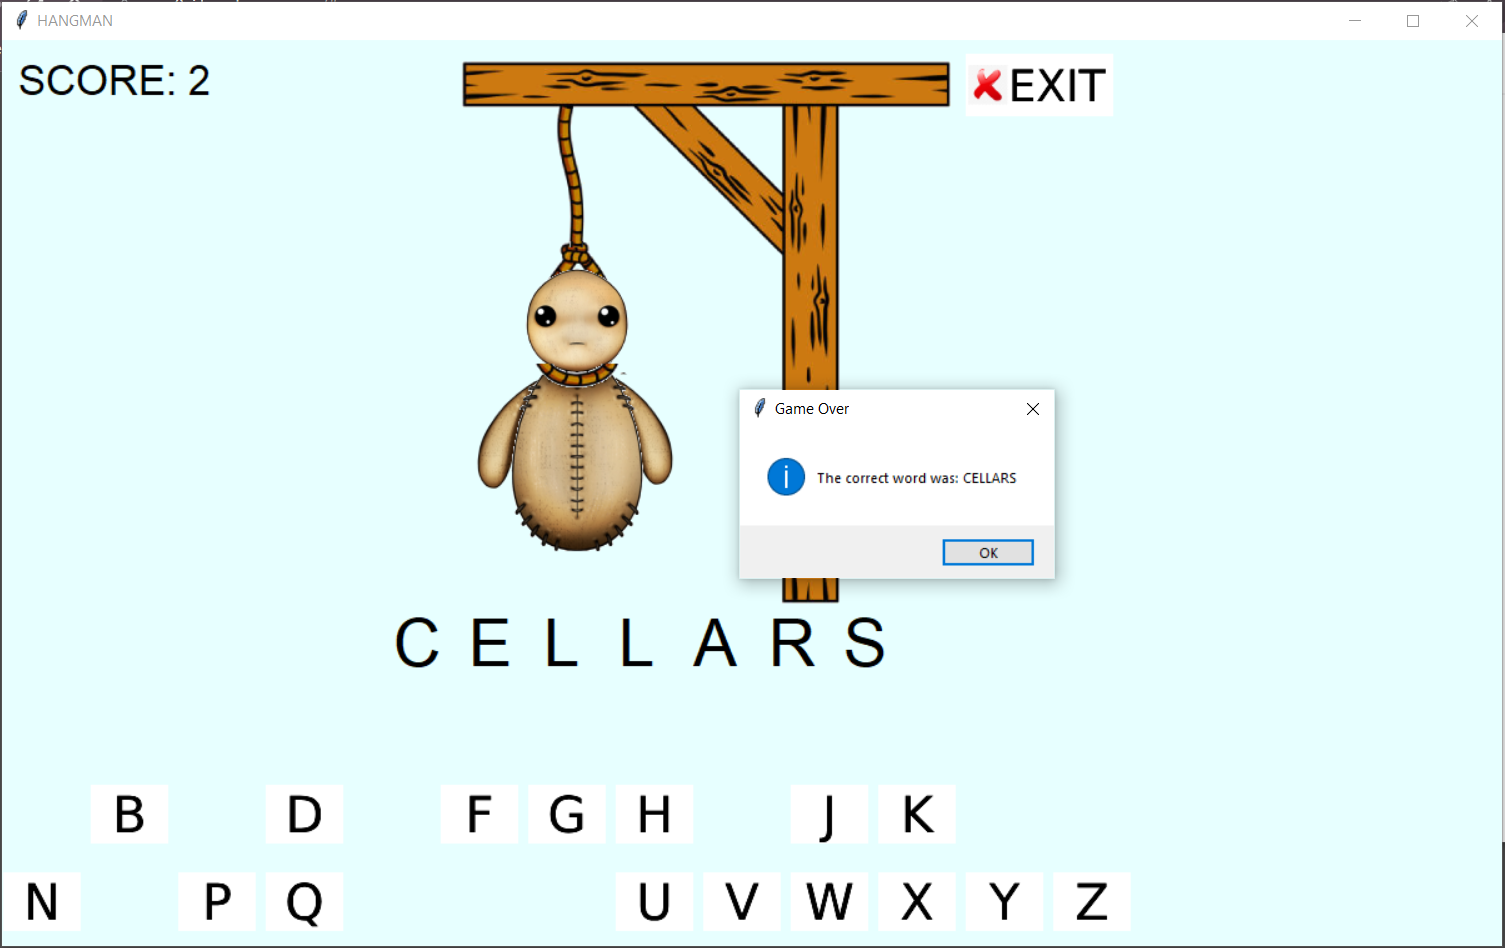 HANGMAN
SCORE: 2
EXIT
Game Over
The correct word was: CELLARS
OK
C E L L A R S
B D F G H J K
N P Q U V W X Y Z